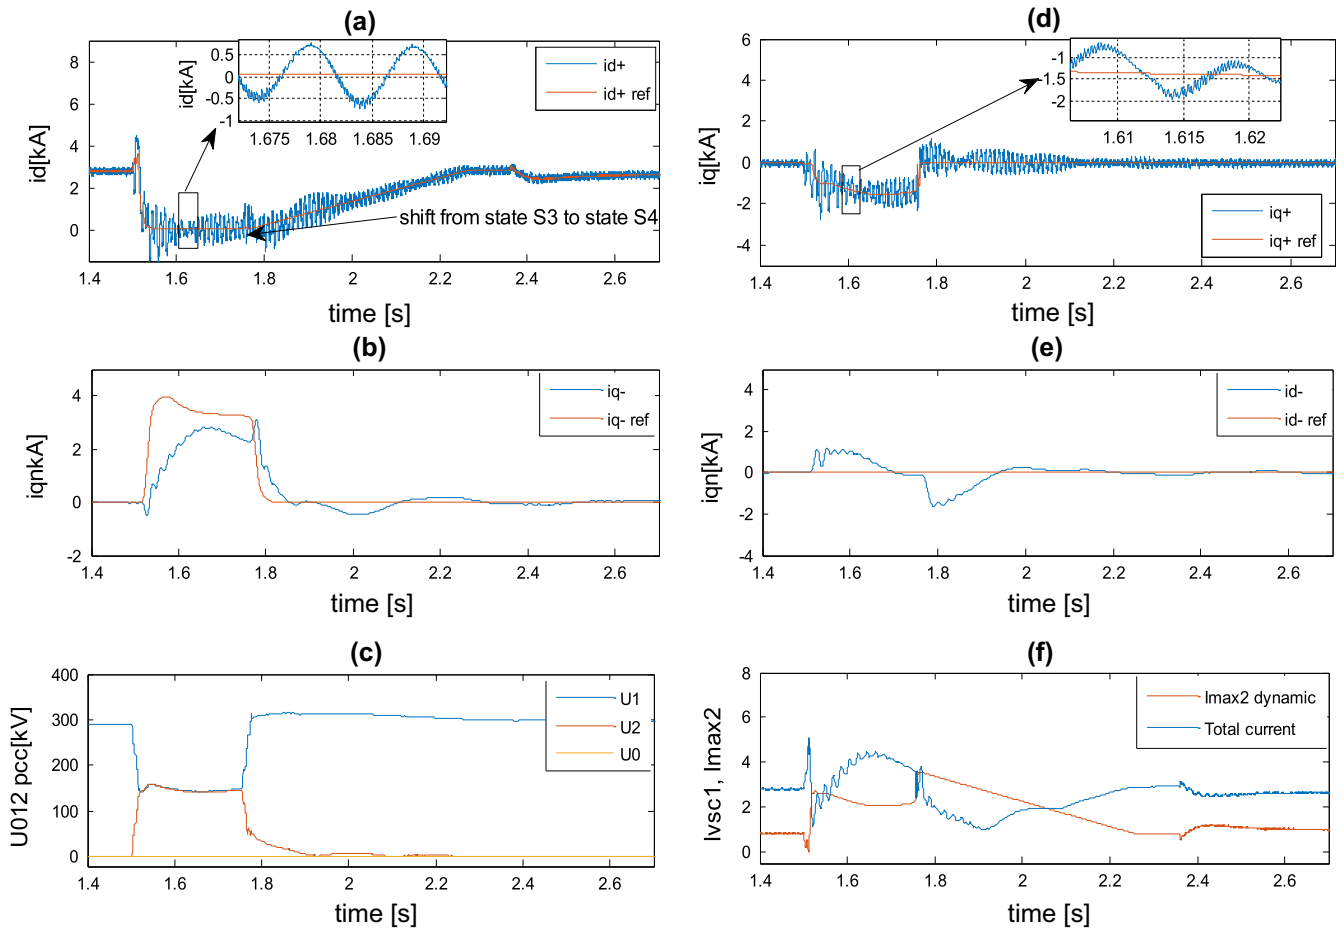 (a)
id[kA]
8
6
4
2
0
1.4
1.6
1.8
2
2.2
2.4
2.6
time [s]
id+
id+ ref
id[kA]
0.5
0
-0.5
-1
1.675
1.68
1.685
1.69
shift from state S3 to state S4
(d)
iq[kA]
6
4
2
0
-2
-4
-6
1.4
1.6
1.8
2
2.2
2.4
2.6
time [s]
-1
-1.5
-2
1.61
1.615
1.62
iq+
iq+ ref
(b)
iqnkA]
4
2
0
-2
1.4
1.6
1.8
2
2.2
2.4
2.6
time [s]
iq-
iq- ref
(e)
iqn[kA]
4
2
0
-2
-4
1.4
1.6
1.8
2
2.2
2.4
2.6
time [s]
id-
id- ref
(c)
U012 pcc[kV]
400
300
200
100
0
1.4
1.6
1.8
2
2.2
2.4
2.6
time [s]
U1
U2
U0
(f)
Ivsc1, Imax2
8
6
4
2
0
1.4
1.6
1.8
2
2.2
2.4
2.6
time [s]
Imax2 dynamic
Total current